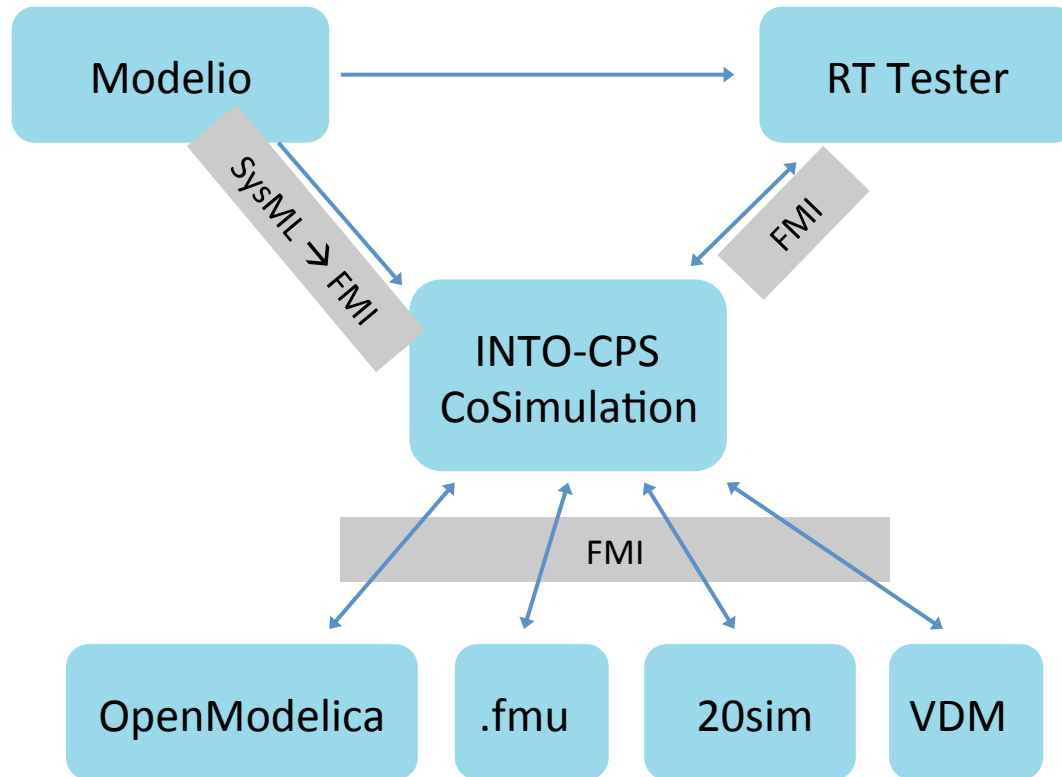 Modelio
RT Tester
SysML → FMI
FMI
INTO-CPS
CoSimulation
FMI
OpenModelica
.fmu
20sim
VDM